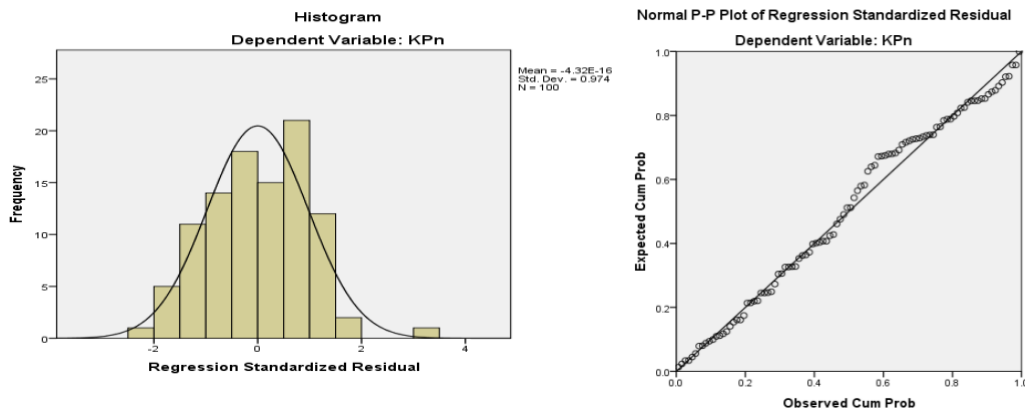 Histogram
Dependent Variable: KPn
Mean = -4.32E-16
Std. Dev. = 0.974
N = 100
Frequency
25
20
15
10
5
0
-2
0
2
4
Regression Standardized Residual
Normal P-P Plot of Regression Standardized Residual
Dependent Variable: KPn
Expected Cum Prob
1.0
0.8
0.6
0.4
0.2
0.0
0.0
0.2
0.4
0.6
0.8
1.0
Observed Cum Prob